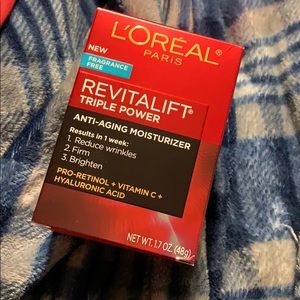 L'ORÉAL
PARIS
NEW
FRAGRANCE
FREE
REVITALIFT®
TRIPLE POWER
ANTI-AGING MOISTURIZER
Results in 1 week:
1. Reduce wrinkles
2. Firm
3. Brighten
PRO-RETINOL + VITAMIN C +
HYALURONIC ACID
NET WT. 1.7 OZ. (48g)